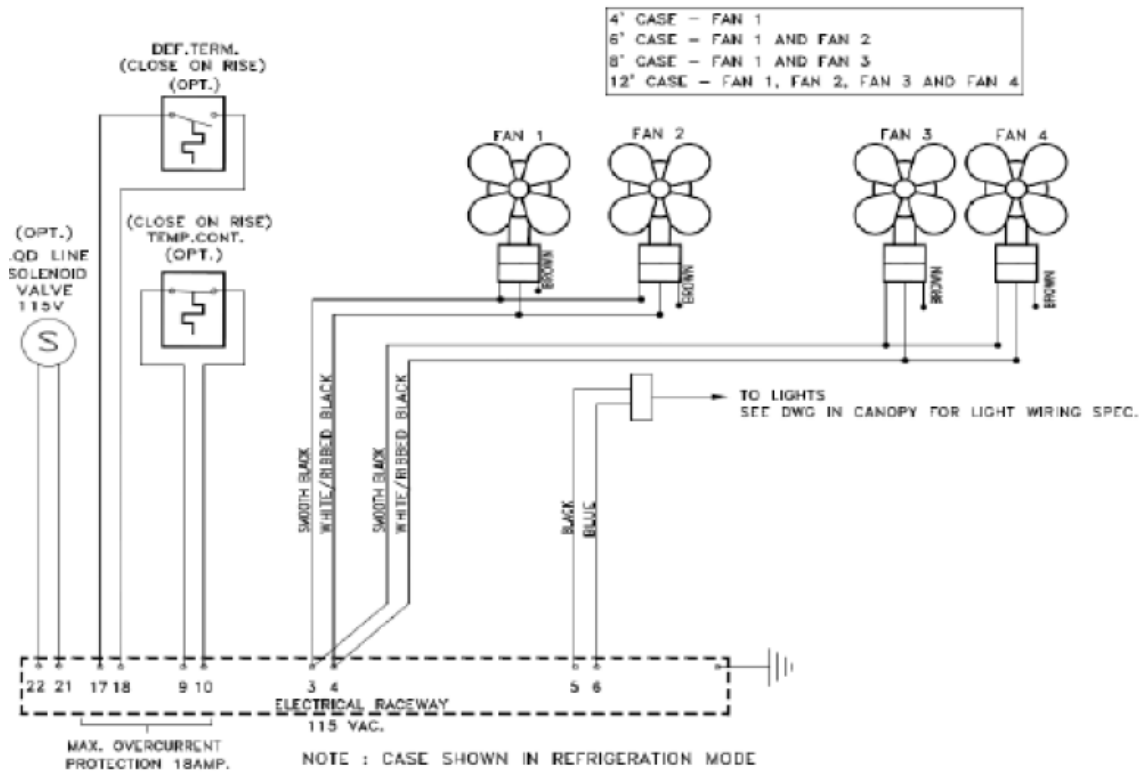 4' CASE - FAN 1
6' CASE - FAN 1 AND FAN 2
8' CASE - FAN 1 AND FAN 3
12' CASE - FAN 1, FAN 2, FAN 3 AND FAN 4
DEF.TERM.
(CLOSE ON RISE)
(OPT.)
FAN 1
FAN 2
FAN 3
FAN 4
(CLOSE ON RISE)
TEMP.CONT.
(OPT.)
(OPT.)
.QD LINE
SOLENOID
VALVE
115V
S
BROWN
BROWN
BROWN
BROWN
SMOOTH BLACK
WHITE/RIBBED BLACK
SMOOTH BLACK
WHITE/RIBBED BLACK
BLACK
BLUE
TO LIGHTS
SEE DWG IN CANOPY FOR LIGHT WIRING SPEC.
22 21 17 18 9 10 3 4 5 6
ELECTRICAL RACEWAY
115 VAC.
MAX. OVERCURRENT
PROTECTION 18AMP.
NOTE : CASE SHOWN IN REFRIGERATION MODE